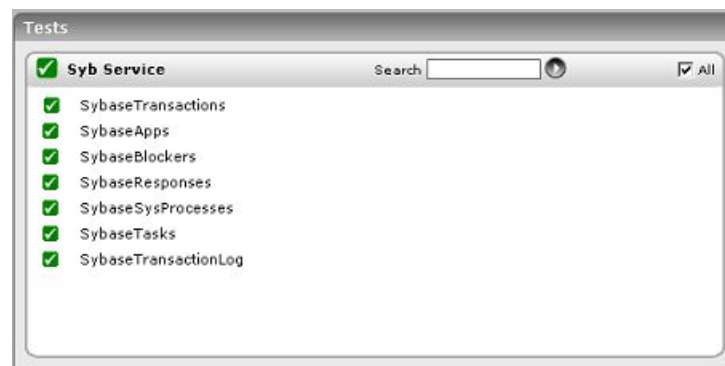 Tests
Syb Service Search All
SybaseTransactions
SybaseApps
SybaseBlockers
SybaseResponses
SybaseSysProcesses
SybaseTasks
SybaseTransactionLog